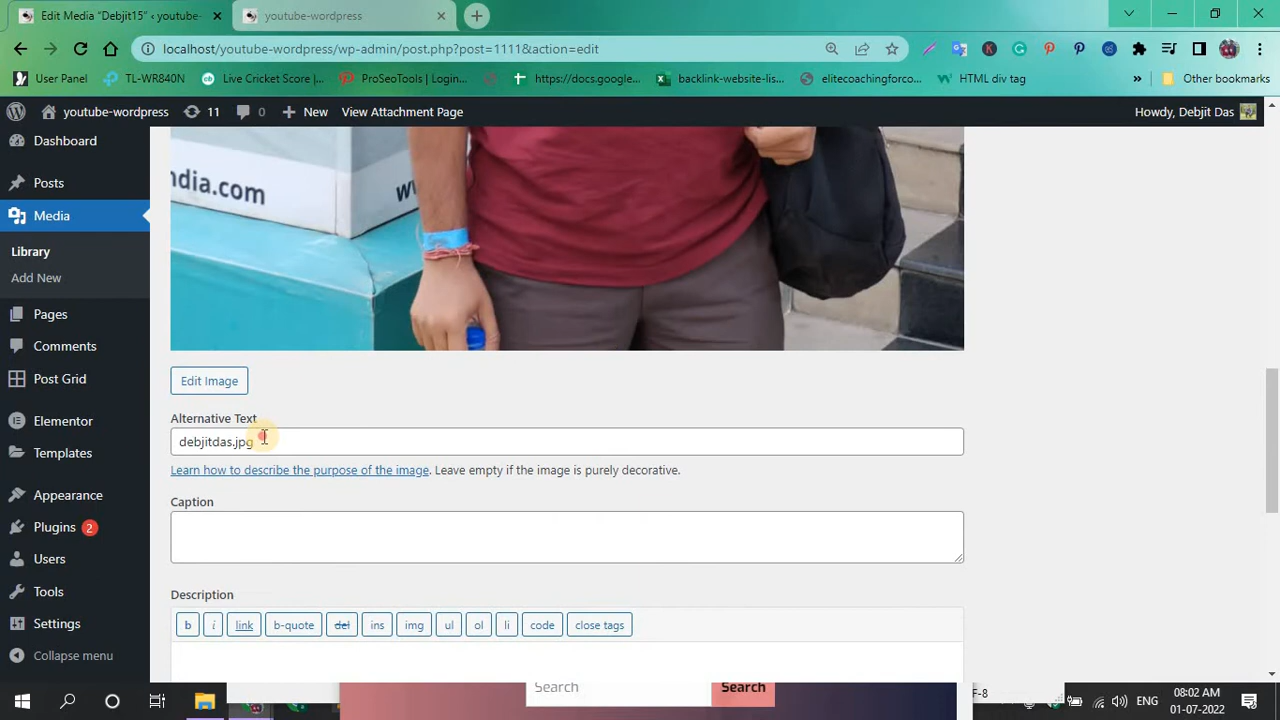 Edit Media “Debjit15” ‹ youtube-
youtube-wordpress
localhost/youtube-wordpress/wp-admin/post.php?post=1111&action=edit
User Panel
TL-WR840N
Live Cricket Score |...
ProSeoTools | Login...
https://docs.google...
backlink-website-lis...
elitecoachingforco...
HTML div tag
»
Other bookmarks
youtube-wordpress
11
0
New
View Attachment Page
Howdy, Debjit Das
Dashboard
Posts
Media
Library
Add New
Pages
Comments
Post Grid
Elementor
Templates
Appearance
Plugins 2
Users
Tools
Settings
Collapse menu
ndia.com
Edit Image
Alternative Text
debjitdas.jpg
Learn how to describe the purpose of the image. Leave empty if the image is purely decorative.
Caption
Description
b
i
link
b-quote
del
ins
img
ul
ol
li
code
close tags
Search
Search
F-8
ENG
08:02 AM
01-07-2022